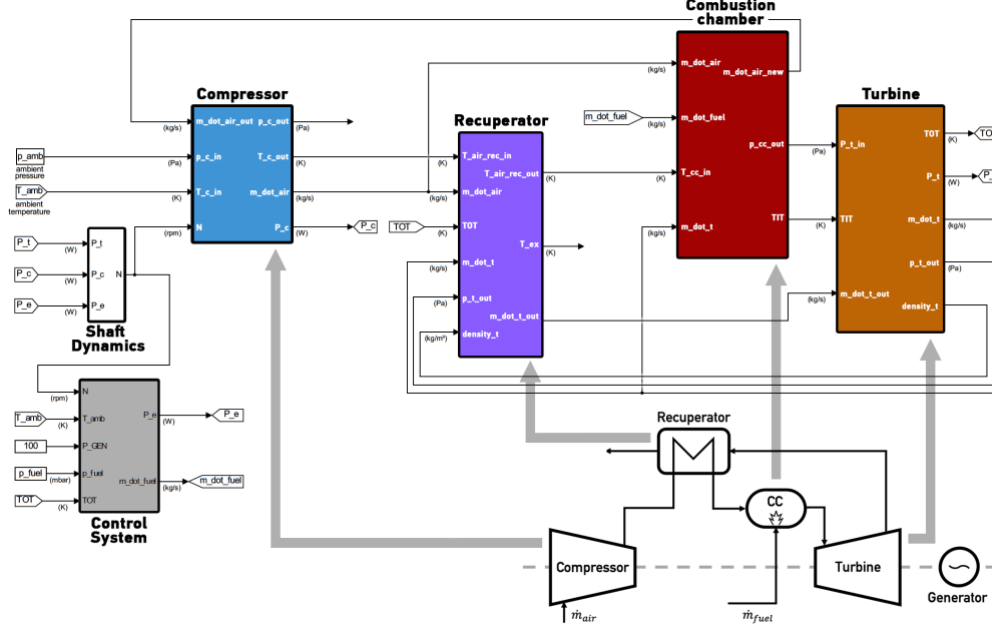 Combustion
chamber
Compressor
m_dot_air_out
p_c_out
(kg/s)
(Pa)
p_amb
ambient
pressure
(Pa)
p_c_in
T_c_out
(K)
T_amb
ambient
temperature
(K)
T_c_in
m_dot_air
(kg/s)
(rpm)
N
P_c
(W)
P_c
Recuperator
(K)
T_air_rec_in
T_air_rec_out
(K)
(kg/s)
m_dot_air
TOT
(K)
TOT
T_ex
(K)
(kg/s)
m_dot_t
(Pa)
p_t_out
m_dot_t_out
(kg/m³)
density_t
(kg/s)
m_dot_air
m_dot_air_new
m_dot_fuel
(kg/s)
m_dot_fuel
p_cc_out
(Pa)
(K)
T_cc_in
TIT
(K)
(kg/s)
m_dot_t
Turbine
TOT
(K)
TO
P_t_in
P_t
(W)
P_
TIT
m_dot_t
(kg/s)
p_t_out
(Pa)
(kg/s)
m_dot_t_out
density_t
P_t
(W)
P_t
P_c
(W)
P_c
N
P_e
(W)
P_e
Shaft
Dynamics
(rpm)
N
T_amb
(K)
T_amb
P_e
(W)
P_e
100
P_GEN
p_fuel
(mbar)
p_fuel
m_dot_fuel
(kg/s)
m_dot_fuel
TOT
(K)
TOT
Control
System
Recuperator
CC
Compressor
Turbine
Generator
ṁair
ṁfuel